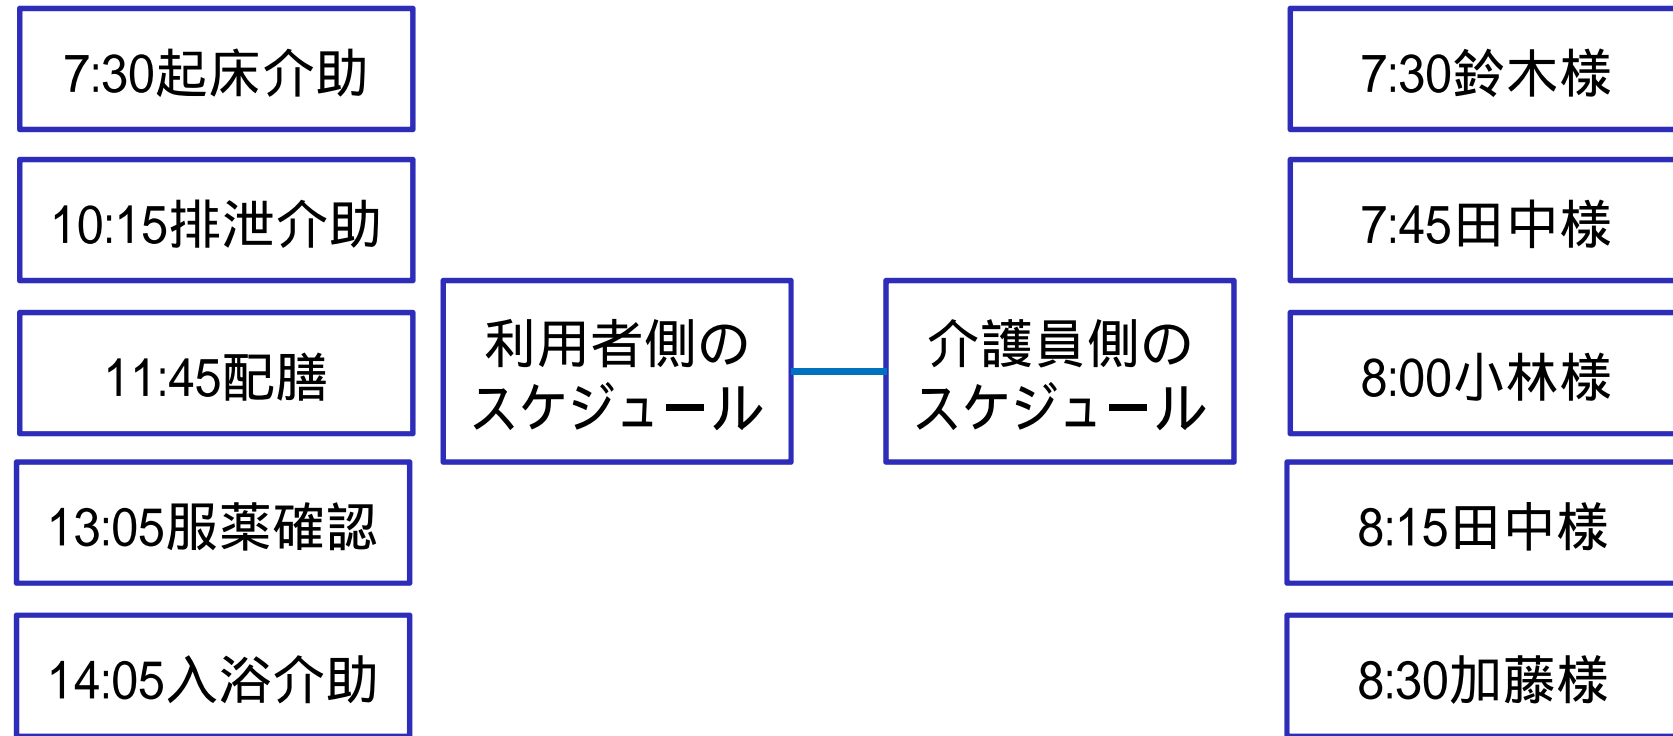 7:30起床介助
10:15排泄介助
11:45配膳
13:05服薬確認
14:05入浴介助
利用者側の
スケジュール
介護員側の
スケジュール
7:30鈴木様
7:45田中様
8:00小林様
8:15田中様
8:30加藤様